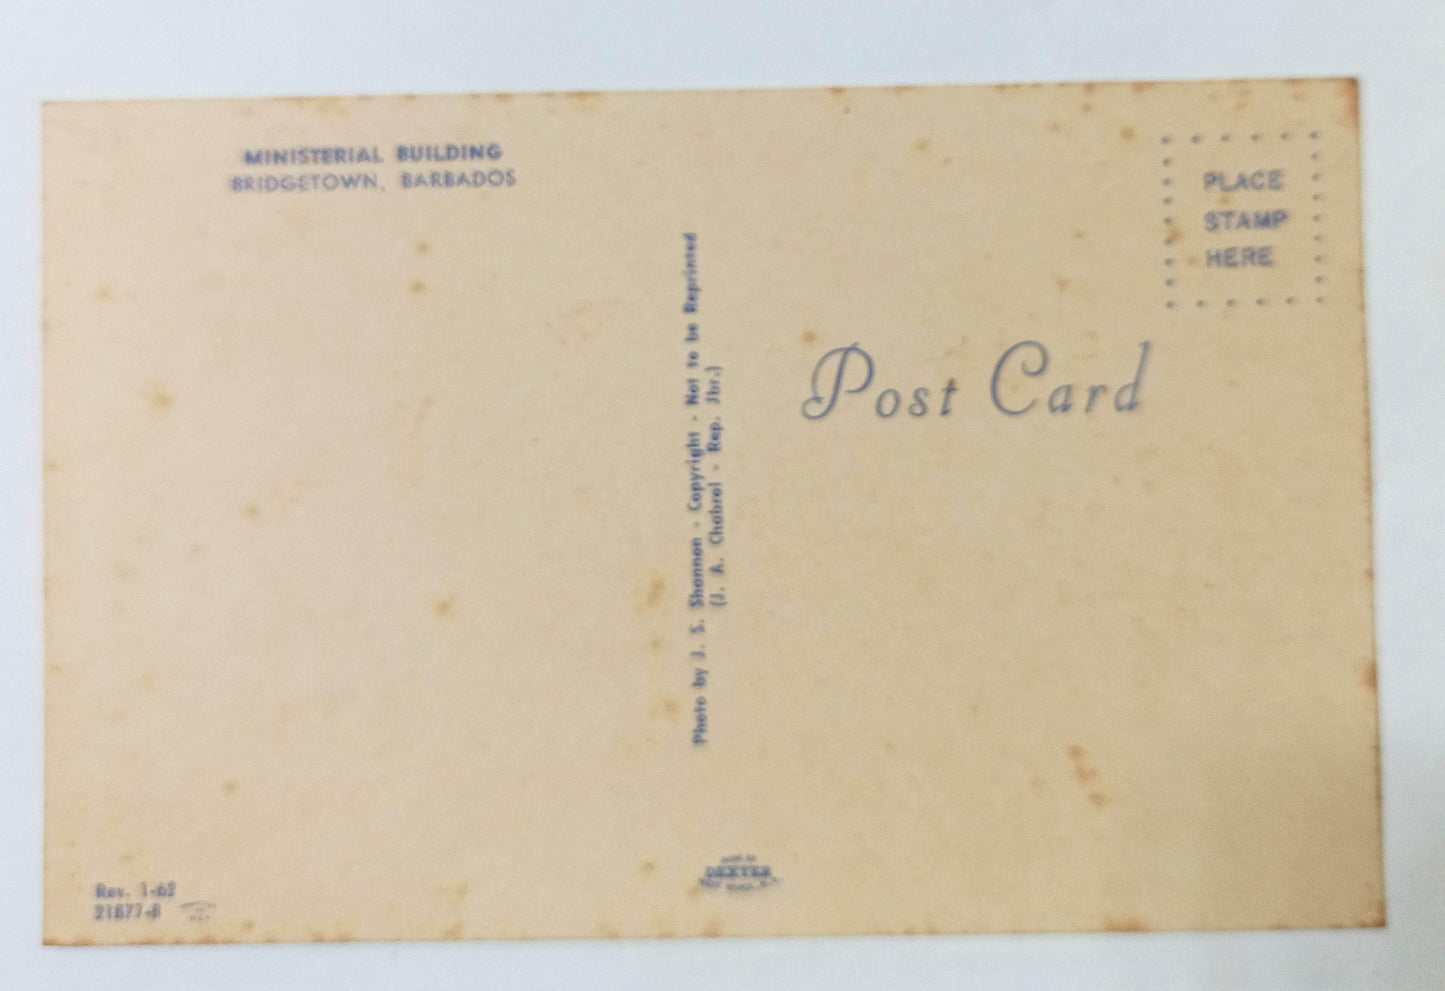 MINISTERIAL BUILDING
BRIDGETOWN, BARBADOS
PLACE
STAMP
HERE
Post Card
Photo by J. S. Shannon - Copyright - Not to be Reprinted
(J. A. Chabrol - Rep. Jbr.)
Rev. 1-62
21877-B
DEXTER